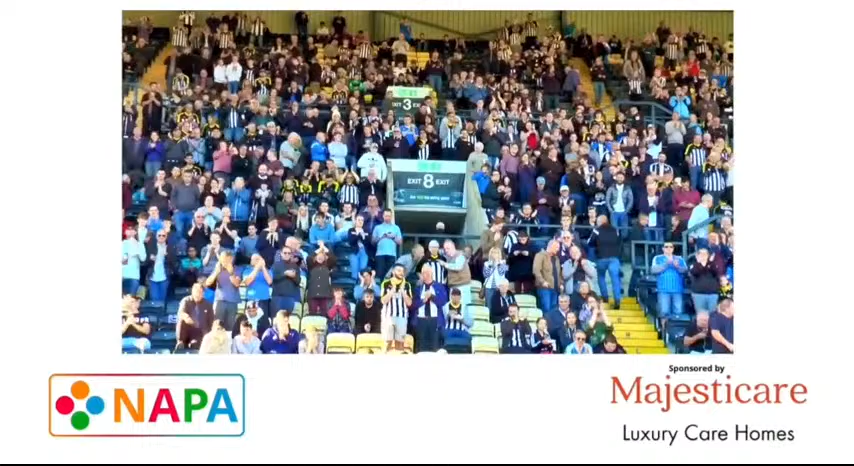 EXIT 3 EXIT
EXIT 8 EXIT
NAPA
Sponsored by
Majesticare
Luxury Care Homes